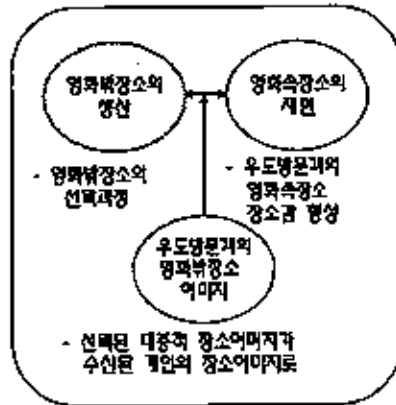 영화밖장소의
생산
영화속장소의
재현
- 영화밖장소의
선택과정
- 우도방문객의
영화속장소
장소감 형성
우도방문객의
영화밖장소
이미지
- 선택된 대중적 장소이미지가
수신된 개인의 장소이미지로